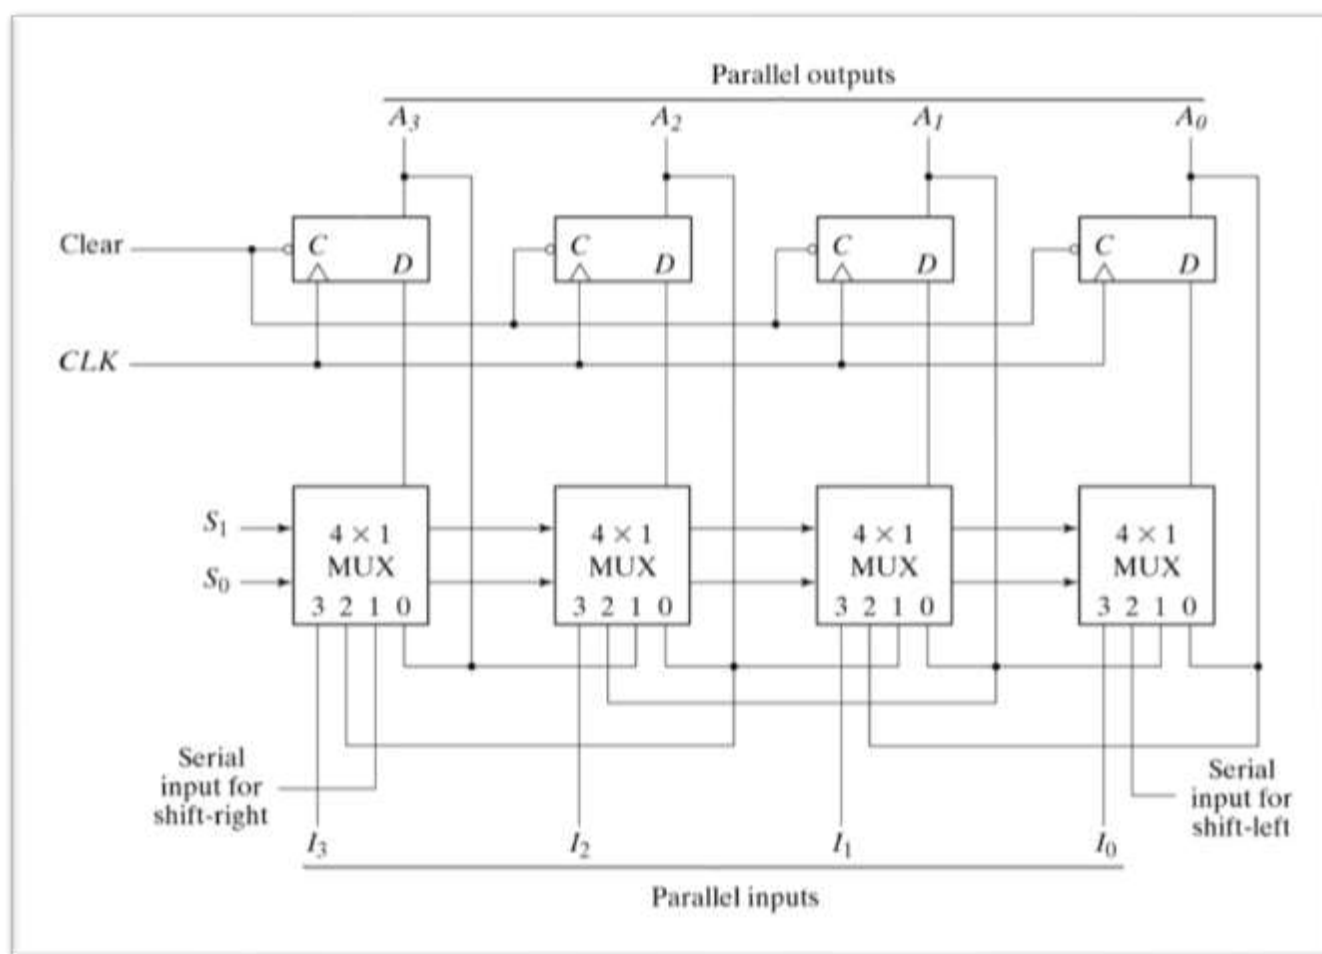 Parallel outputs
A₃ A₂ A₁ A₀
Clear
C D C D C D C D
CLK
S₁
S₀
4 × 1 4 × 1 4 × 1 4 × 1
MUX MUX MUX MUX
3 2 1 0 3 2 1 0 3 2 1 0 3 2 1 0
Serial
input for
shift-right
Serial
input for
shift-left
I₃ I₂ I₁ I₀
Parallel inputs